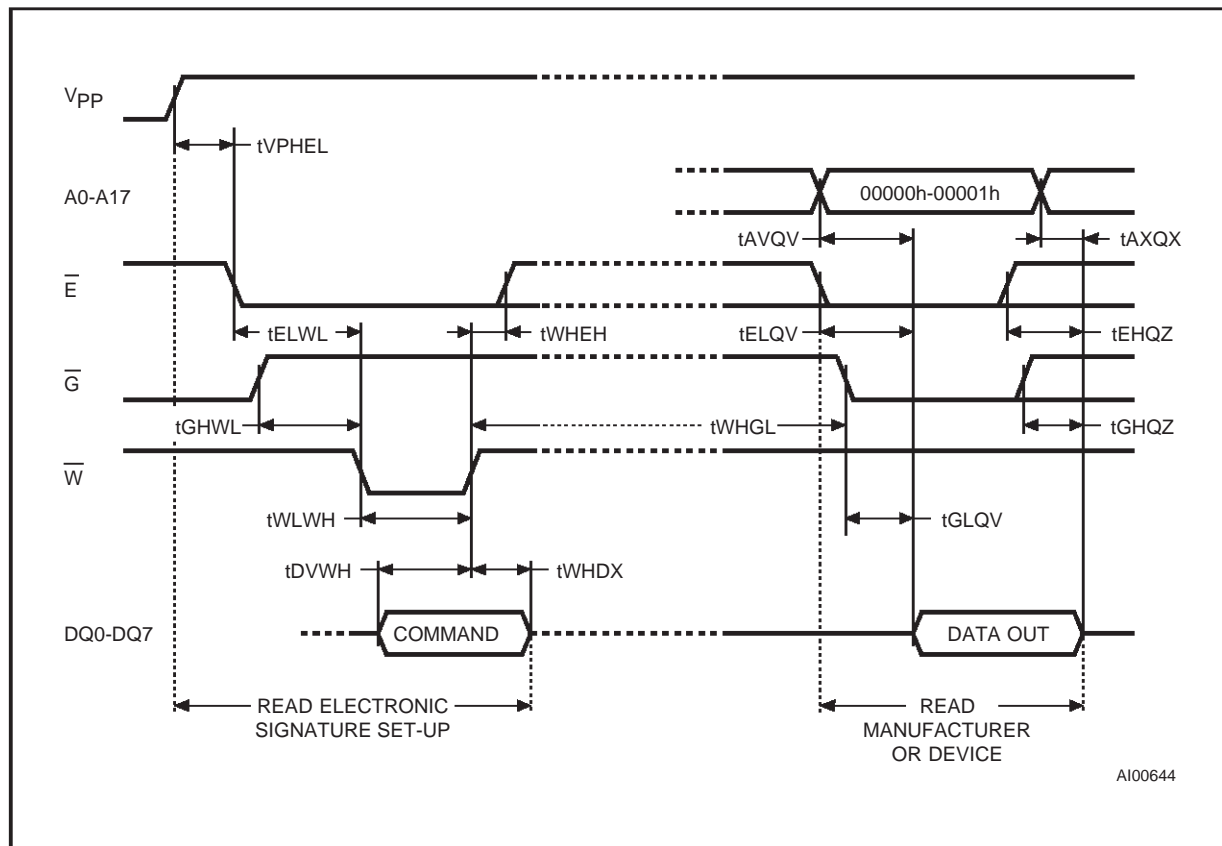 VPP
tVPHEL
A0-A17
00000h-00001h
tAVQV
tAXQX
E
tELWL
tWHEH
tELQV
tEHQZ
G
tGHWL
tWHGL
tGHQZ
W
tWLWH
tGLQV
tDVWH
tWHDX
DQ0-DQ7
COMMAND
DATA OUT
READ ELECTRONIC
SIGNATURE SET-UP
READ
MANUFACTURER
OR DEVICE
AI00644